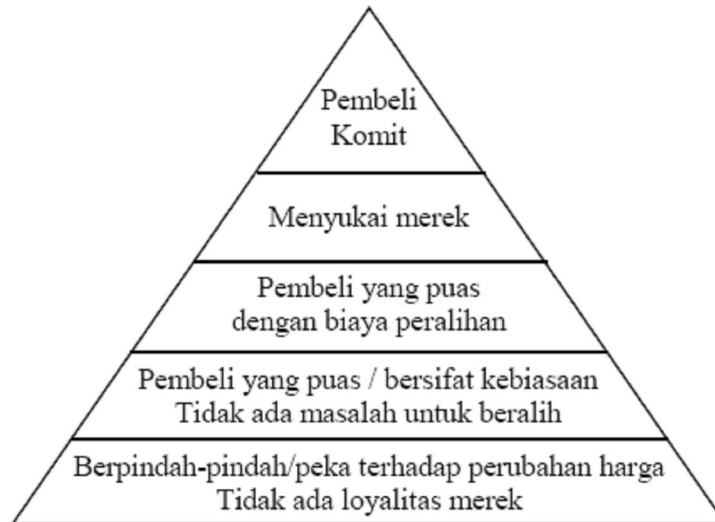 Pembeli
Komit
Menyukai merek
Pembeli yang puas
dengan biaya peralihan
Pembeli yang puas / bersifat kebiasaan
Tidak ada masalah untuk beralih
Berpindah-pindah/peka terhadap perubahan harga
Tidak ada loyalitas merek